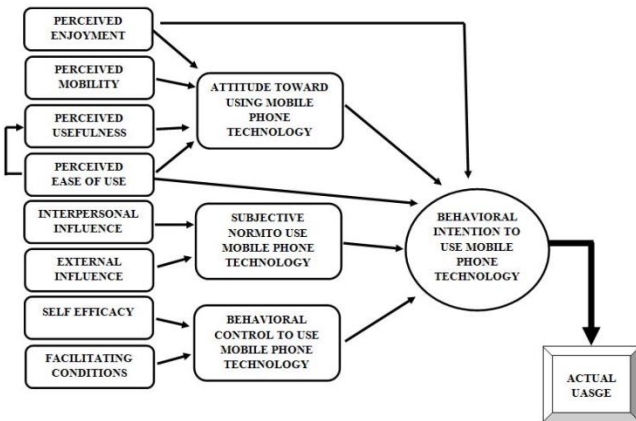 PERCEIVED
ENJOYMENT
PERCEIVED
MOBILITY
PERCEIVED
USEFULNESS
PERCEIVED
EASE OF USE
INTERPERSONAL
INFLUENCE
EXTERNAL
INFLUENCE
SELF EFFICACY
FACILITATING
CONDITIONS
ATTITUDE TOWARD
USING MOBILE
PHONE
TECHNOLOGY
SUBJECTIVE
NORMTO USE
MOBILE PHONE
TECHNOLOGY
BEHAVIORAL
CONTROL TO USE
MOBILE PHONE
TECHNOLOGY
BEHAVIORAL
INTENTION TO
USE MOBILE
PHONE
TECHNOLOGY
ACTUAL
UASGE